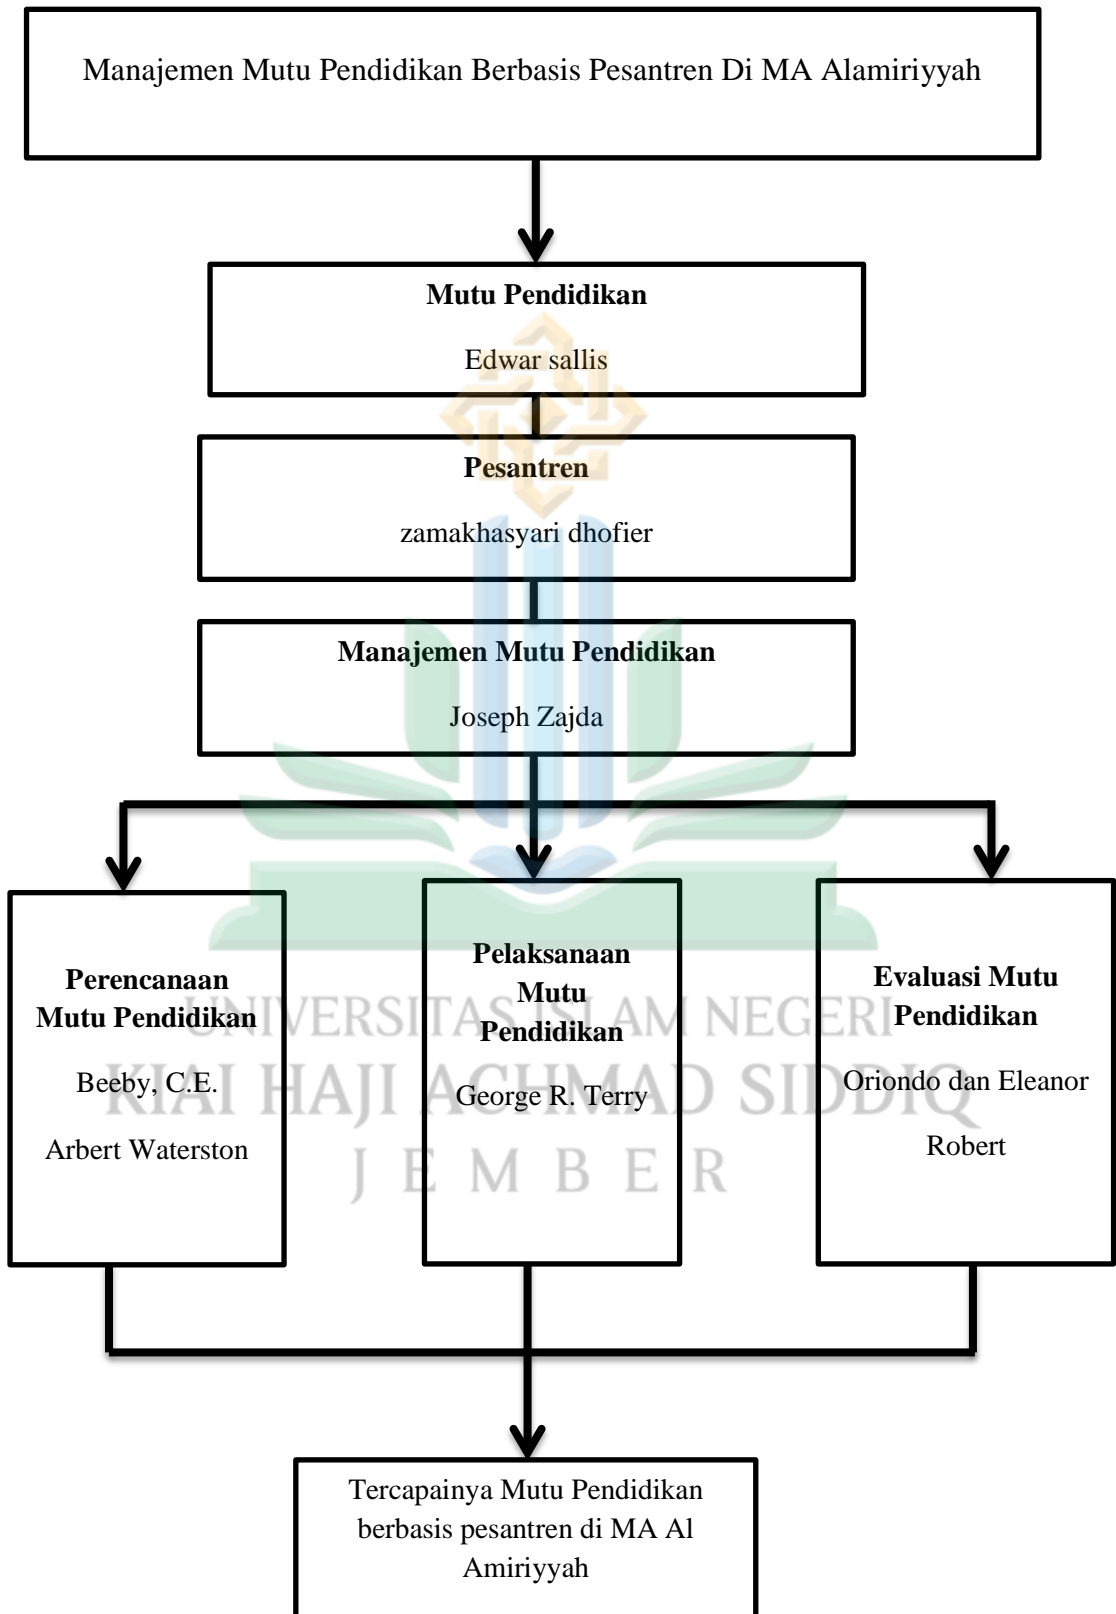 Manajemen Mutu Pendidikan Berbasis Pesantren Di MA Alamiriyyah
Mutu Pendidikan
Edwar sallis
Pesantren
zamakhasyari dhofier
Manajemen Mutu Pendidikan
Joseph Zajda
Perencanaan
Mutu Pendidikan
Beeby, C.E.
Arbert Waterston
Pelaksanaan
Mutu
Pendidikan
George R. Terry
Evaluasi Mutu
Pendidikan
Oriondo dan Eleanor
Robert
UNIVERSITAS ISLAM NEGERI
KIAI HAJI ACHMAD SIDDIQ
JEMBER
Tercapainya Mutu Pendidikan
berbasis pesantren di MA Al
Amiriyyah